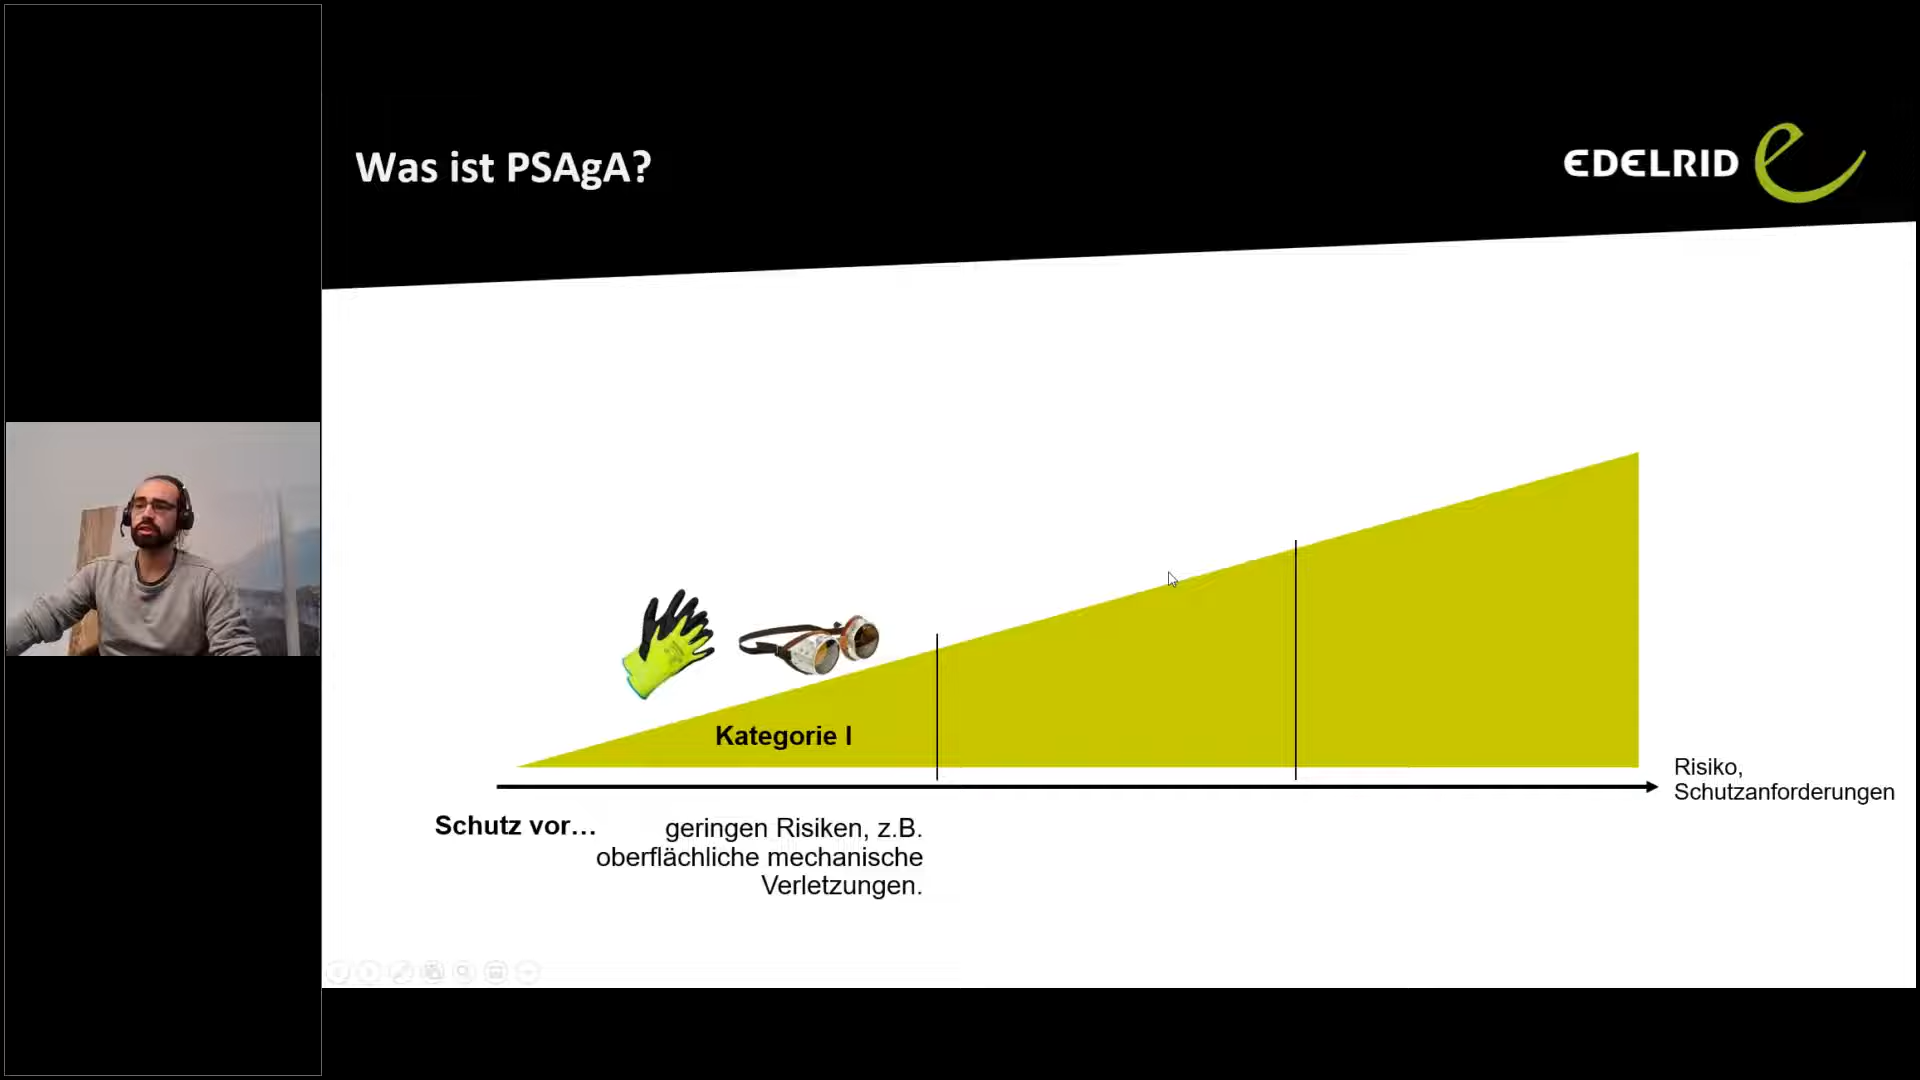 Was ist PSAgA?
EDELRID
Kategorie I
Risiko,
Schutzanforderungen
Schutz vor...
geringen Risiken, z.B.
oberflächliche mechanische
Verletzungen.